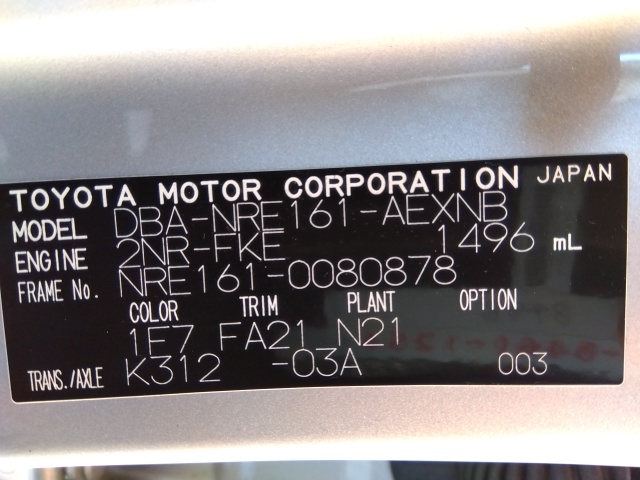 TOYOTA MOTOR CORPORATION JAPAN
MODEL DBA-NRE161-AEXNB
ENGINE 2NR-FKE 1496 mL
FRAME No. NRE161-0080878
COLOR TRIM PLANT OPTION
1E7 FA21 N21
TRANS./AXLE K312 -03A 003